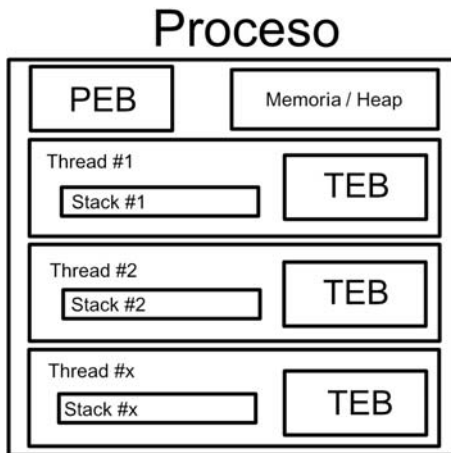 Proceso
PEB
Memoria / Heap
Thread #1
TEB
Stack #1
Thread #2
TEB
Stack #2
Thread #x
TEB
Stack #x